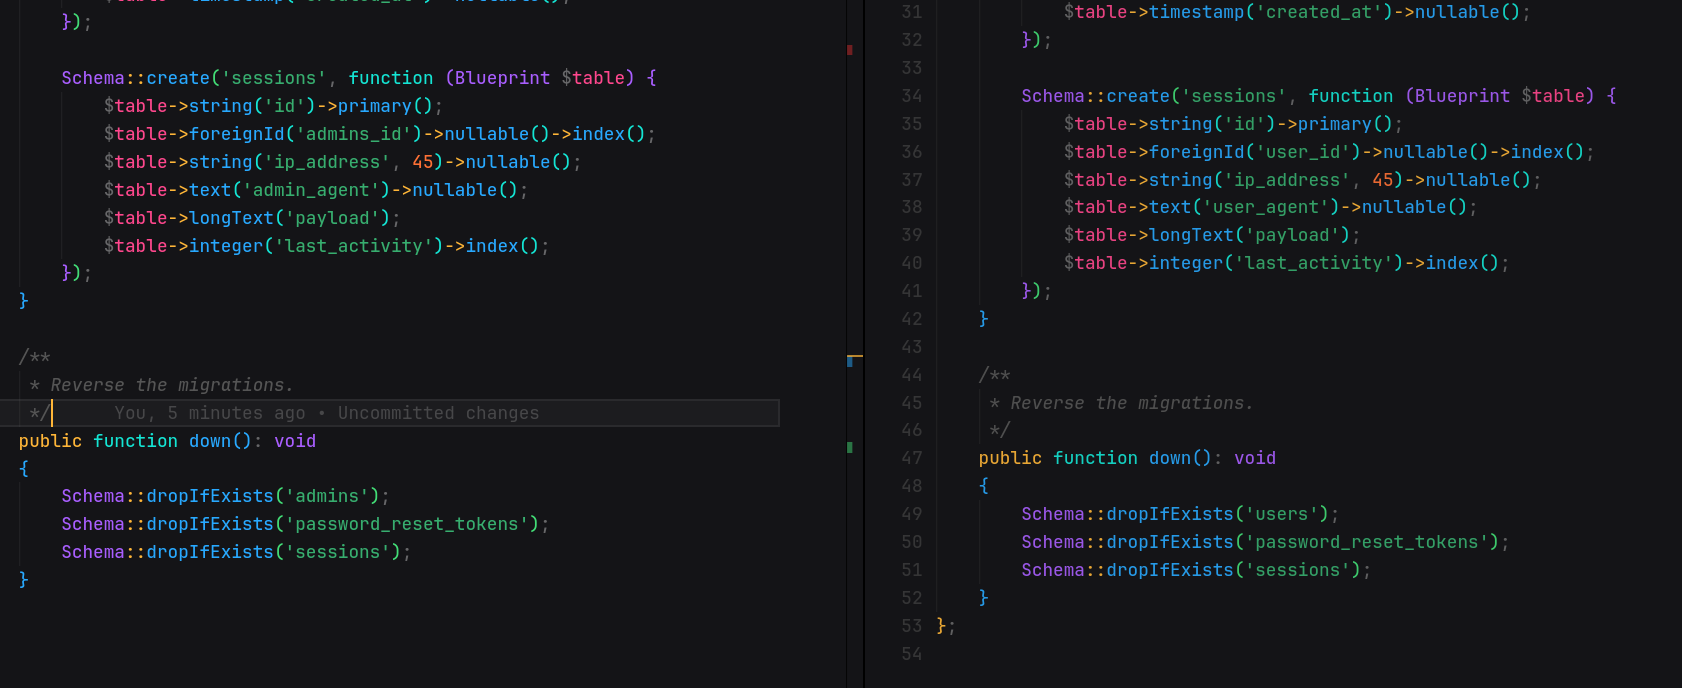 });
Schema::create('sessions', function (Blueprint $table) {
$table->string('id')->primary();
$table->foreignId('admins_id')->nullable()->index();
$table->string('ip_address', 45)->nullable();
$table->text('admin_agent')->nullable();
$table->longText('payload');
$table->integer('last_activity')->index();
});
}
/**
* Reverse the migrations.
*/ You, 5 minutes ago • Uncommitted changes
public function down(): void
{
Schema::dropIfExists('admins');
Schema::dropIfExists('password_reset_tokens');
Schema::dropIfExists('sessions');
}
31 $table->timestamp('created_at')->nullable();
32 });
33
34 Schema::create('sessions', function (Blueprint $table) {
35 $table->string('id')->primary();
36 $table->foreignId('user_id')->nullable()->index();
37 $table->string('ip_address', 45)->nullable();
38 $table->text('user_agent')->nullable();
39 $table->longText('payload');
40 $table->integer('last_activity')->index();
41 });
42 }
43
44 /**
45 * Reverse the migrations.
46 */
47 public function down(): void
48 {
49 Schema::dropIfExists('users');
50 Schema::dropIfExists('password_reset_tokens');
51 Schema::dropIfExists('sessions');
52 }
53 };
54